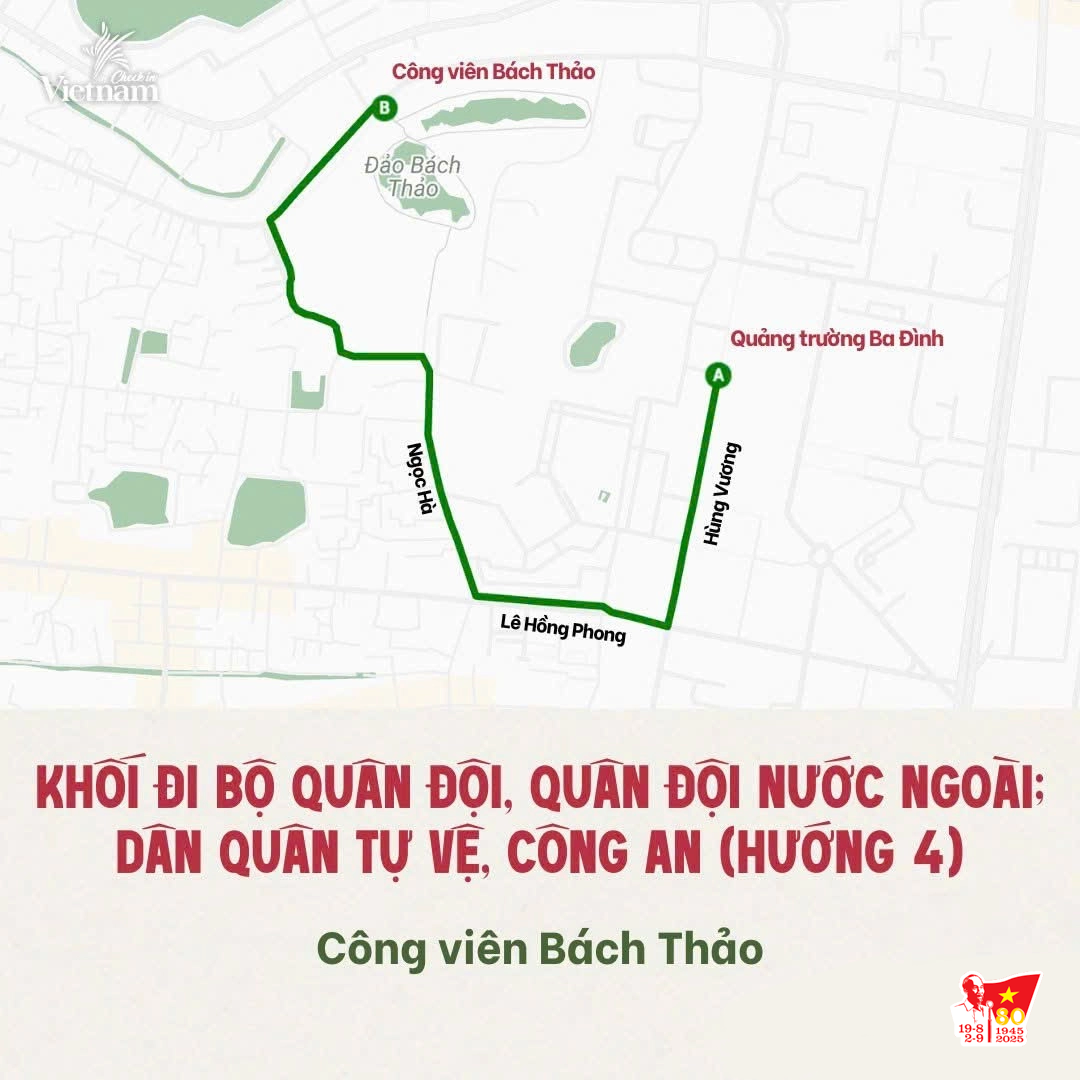 Check in
Vietnam
Công viên Bách Thảo
B
Đảo Bách
Thảo
Quảng trường Ba Đình
A
Ngọc Hà
Hùng Vương
Lê Hồng Phong
KHỐI ĐI BỘ QUÂN ĐỘI, QUÂN ĐỘI NƯỚC NGOÀI;
DÂN QUÂN TỰ VỆ, CÔNG AN (HƯỚNG 4)
Công viên Bách Thảo
80
19-8 1945
2-9 2025